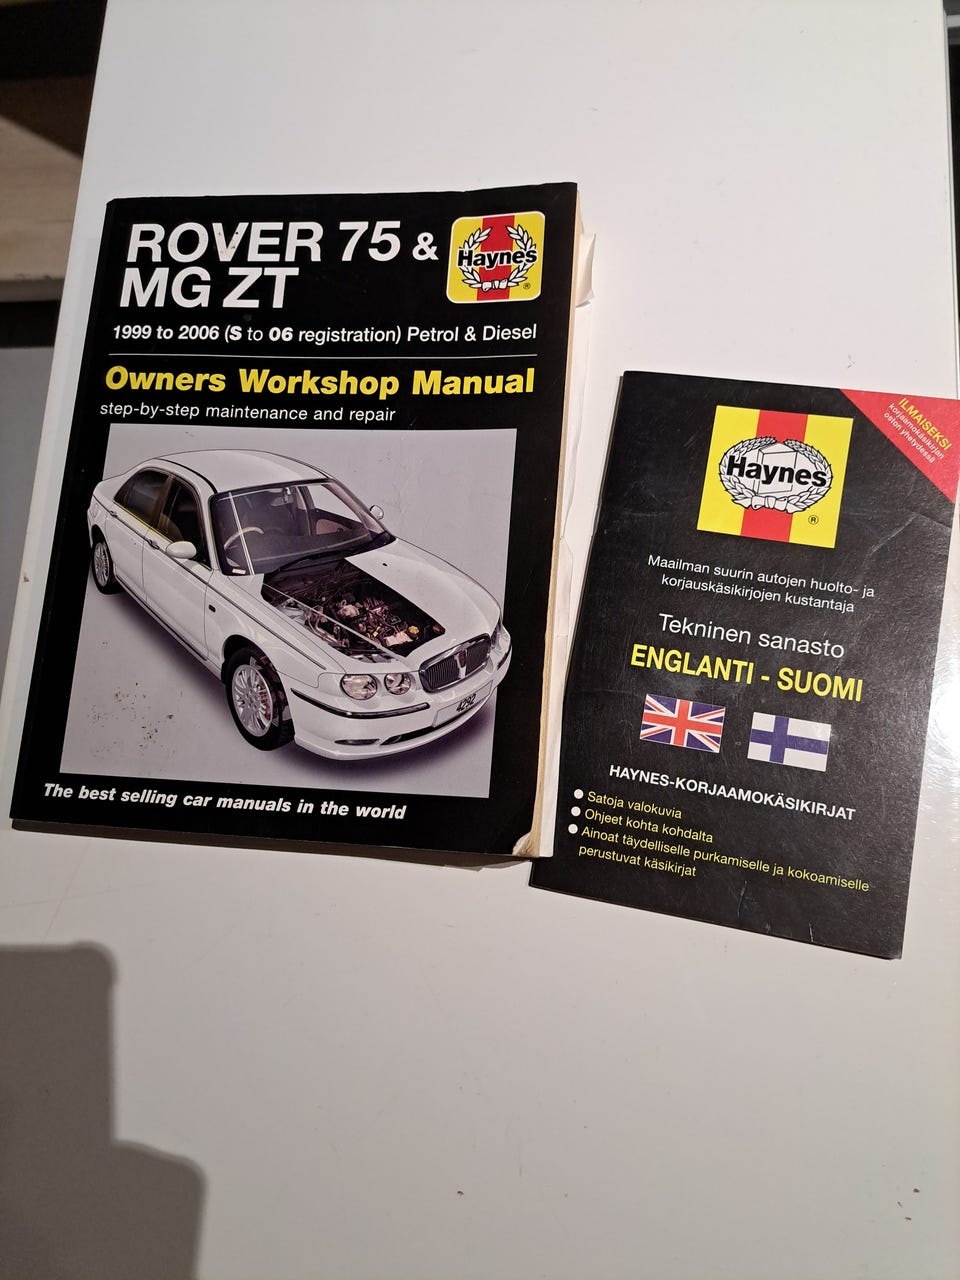 ROVER 75 &
MG ZT
Haynes
®
1999 to 2006 (S to 06 registration) Petrol & Diesel
Owners Workshop Manual
step-by-step maintenance and repair
4292
The best selling car manuals in the world
ILMAISEKSI
korjaamokäsikirjan
oston yhteydessä
Haynes
®
Maailman suurin autojen huolto- ja
korjauskäsikirjojen kustantaja
Tekninen sanasto
ENGLANTI - SUOMI
HAYNES-KORJAAMOKÄSIKIRJAT
Satoja valokuvia
Ohjeet kohta kohdalta
Ainoat täydelliselle purkamiselle ja kokoamiselle
perustuvat käsikirjat